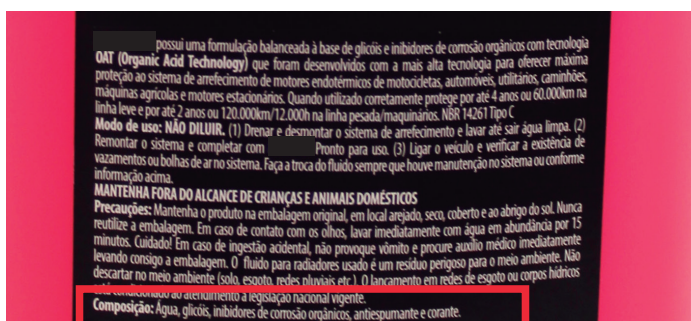 possui uma formulação balanceada à base de glicóis e inibidores de corrosão orgânicos com tecnologia
OAT (Organic Acid Technology) que foram desenvolvidos com a mais alta tecnologia para oferecer máxima
proteção ao sistema de arrefecimento de motores endotérmicos de motocicletas, automóveis, utilitários, caminhões,
máquinas agrícolas e motores estacionários. Quando utilizado corretamente protege por até 4 anos ou 60.000km na
linha leve e por até 2 anos ou 120.000km/12.000h na linha pesada/maquinários. NBR 14261 Tipo C
Modo de uso: NÃO DILUIR. (1) Drenar e desmontar o sistema de arrefecimento e lavar até sair água limpa. (2)
Remontar o sistema e completar com Pronto para uso. (3) Ligar o veículo e verificar a existência de
vazamentos ou bolhas de ar no sistema. Faça a troca do fluido sempre que houve manutenção no sistema ou conforme
informação acima.
MANTENHA FORA DO ALCANCE DE CRIANÇAS E ANIMAIS DOMÉSTICOS
Precauções: Mantenha o produto na embalagem original, em local arejado, seco, coberto e ao abrigo do sol. Nunca
reutilize a embalagem. Em caso de contato com os olhos, lavar imediatamente com água em abundância por 15
minutos. Cuidado! Em caso de ingestão acidental, não provoque vômito e procure auxílio médico imediatamente
levando consigo a embalagem. O fluido para radiadores usado é um resíduo perigoso para o meio ambiente. Não
descartar no meio ambiente (solo, esgoto, redes pluviais etc.). O lançamento em redes de esgoto ou corpos hídricos
está condicionado ao atendimento a legislação nacional vigente.
Composição: Água, glicóis, inibidores de corrosão orgânicos, antiespumante e corante.